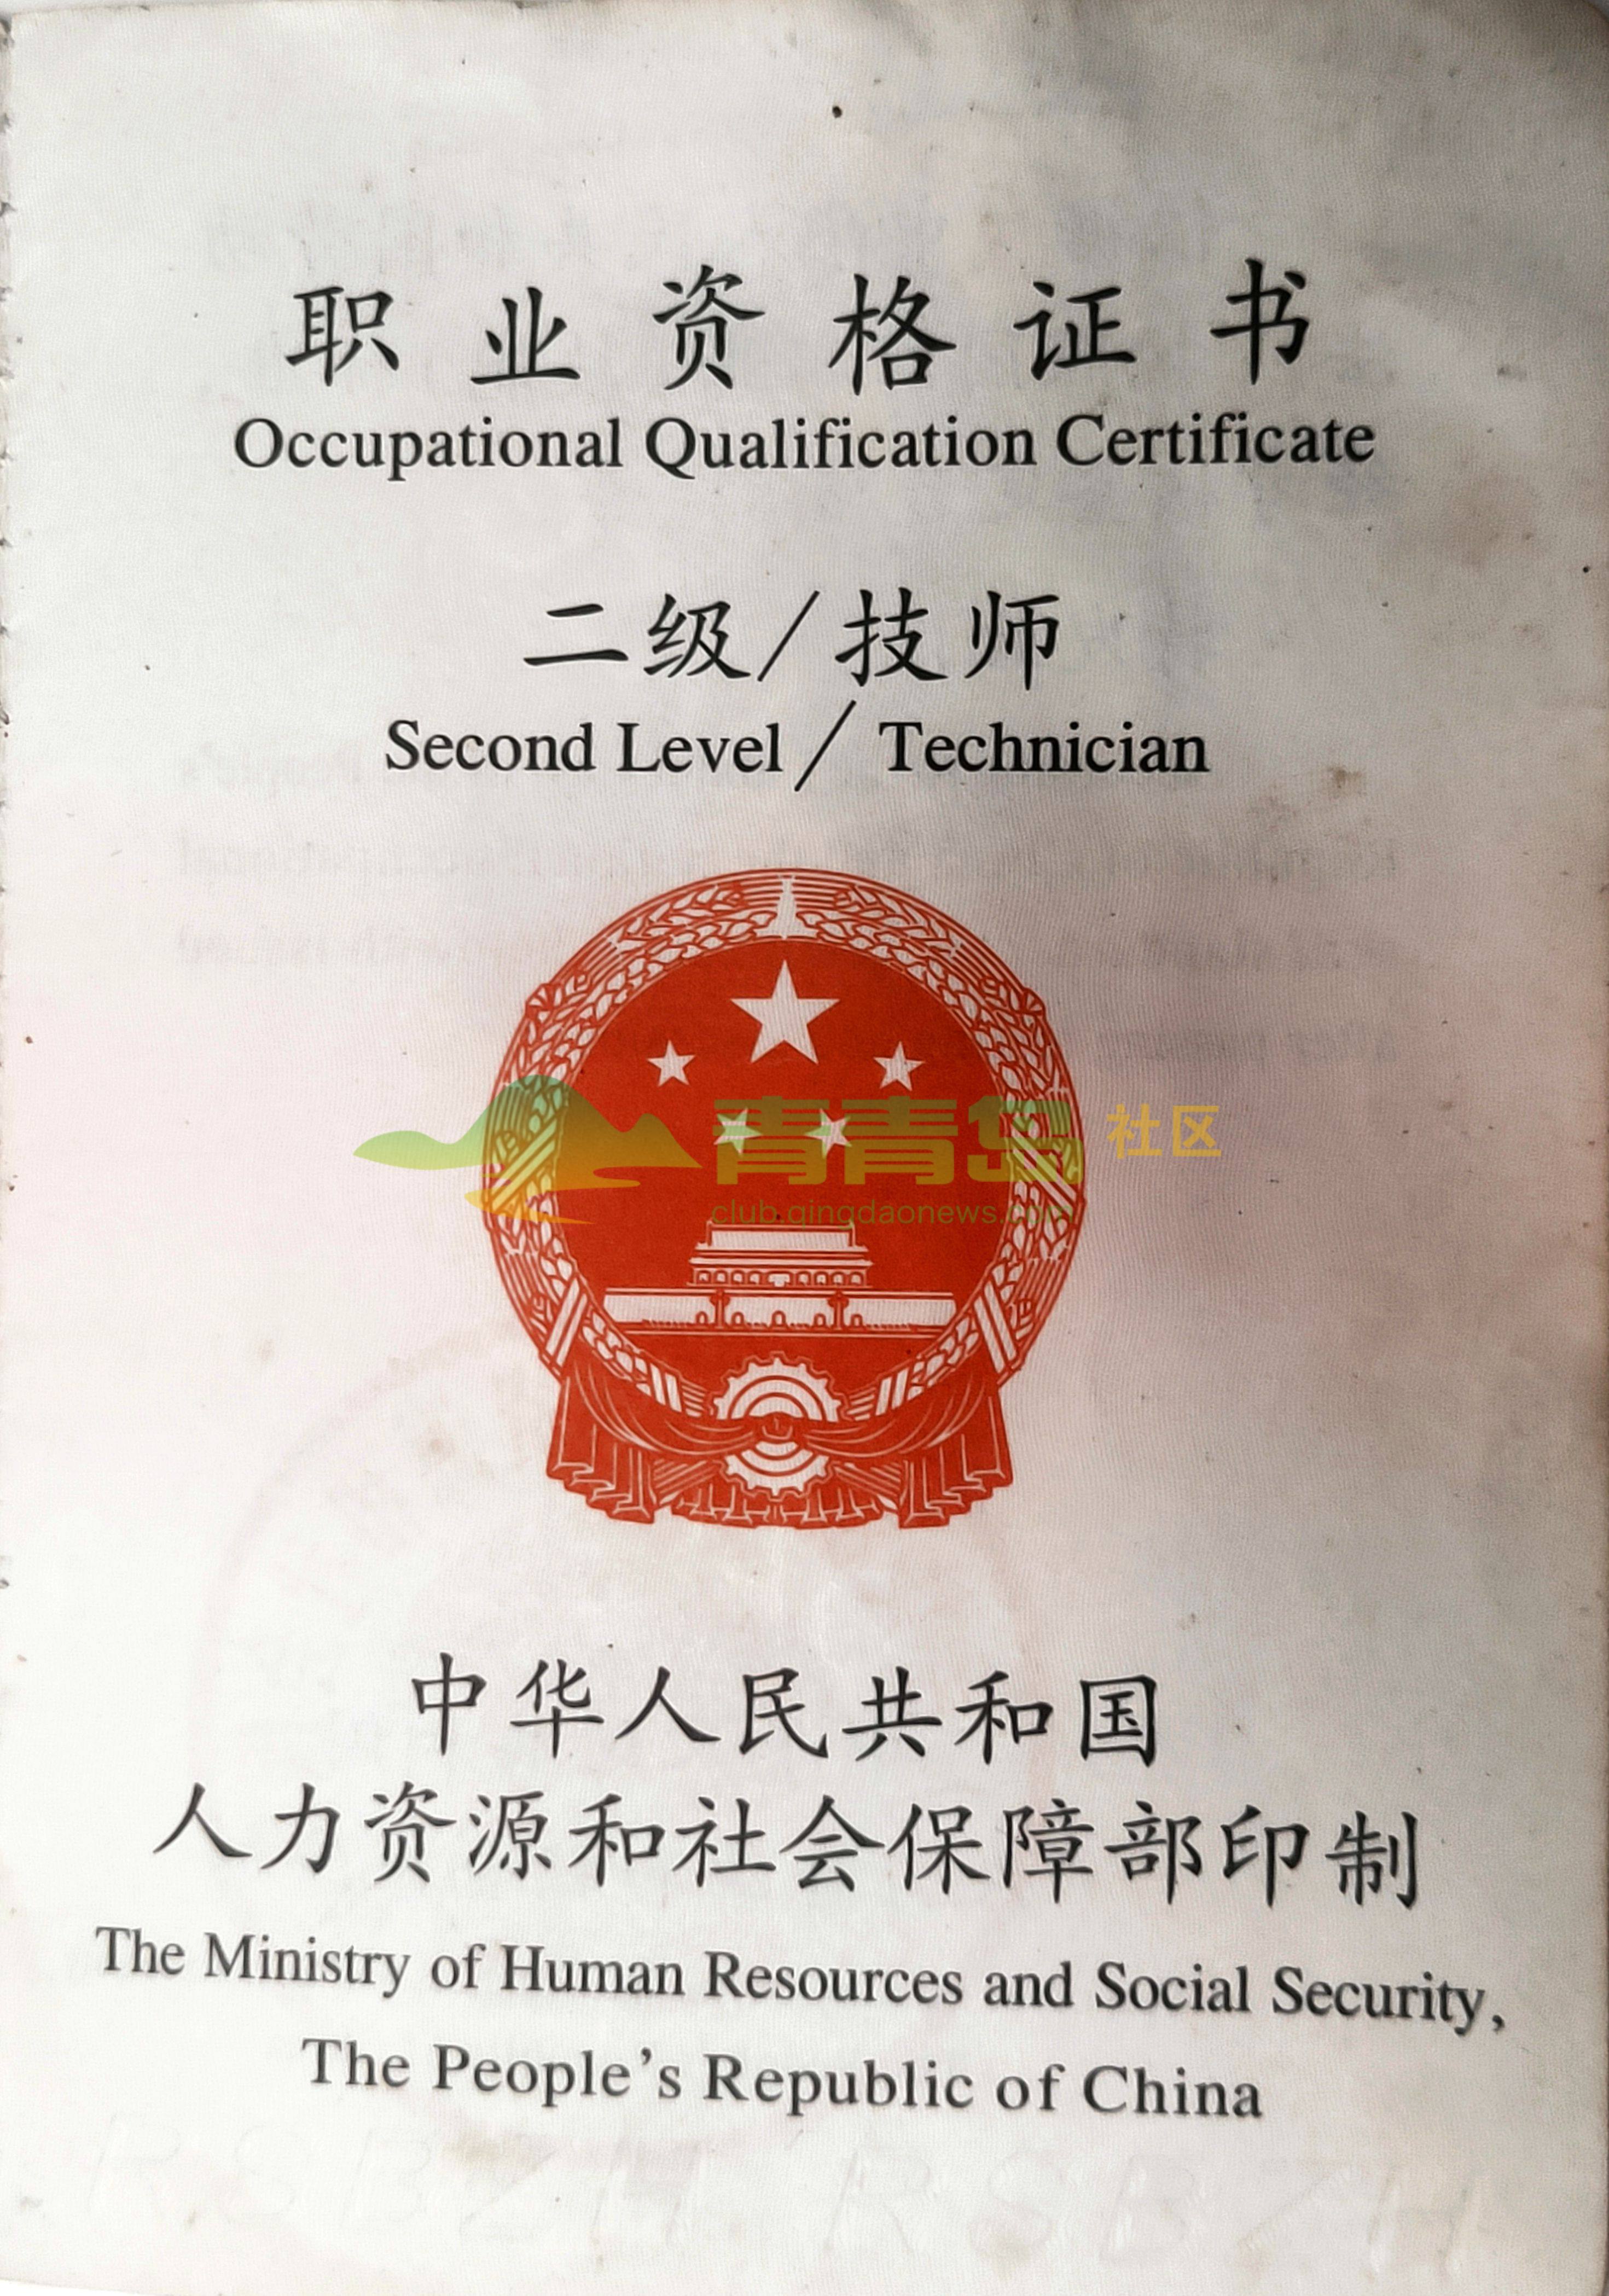 职业资格证书
Occupational Qualification Certificate
二级/技师
Second Level/Technician
青青岛 社区
club.qingdaonews.com
中华人民共和国
人力资源和社会保障部印制
The Ministry of Human Resources and Social Security,
The People's Republic of China